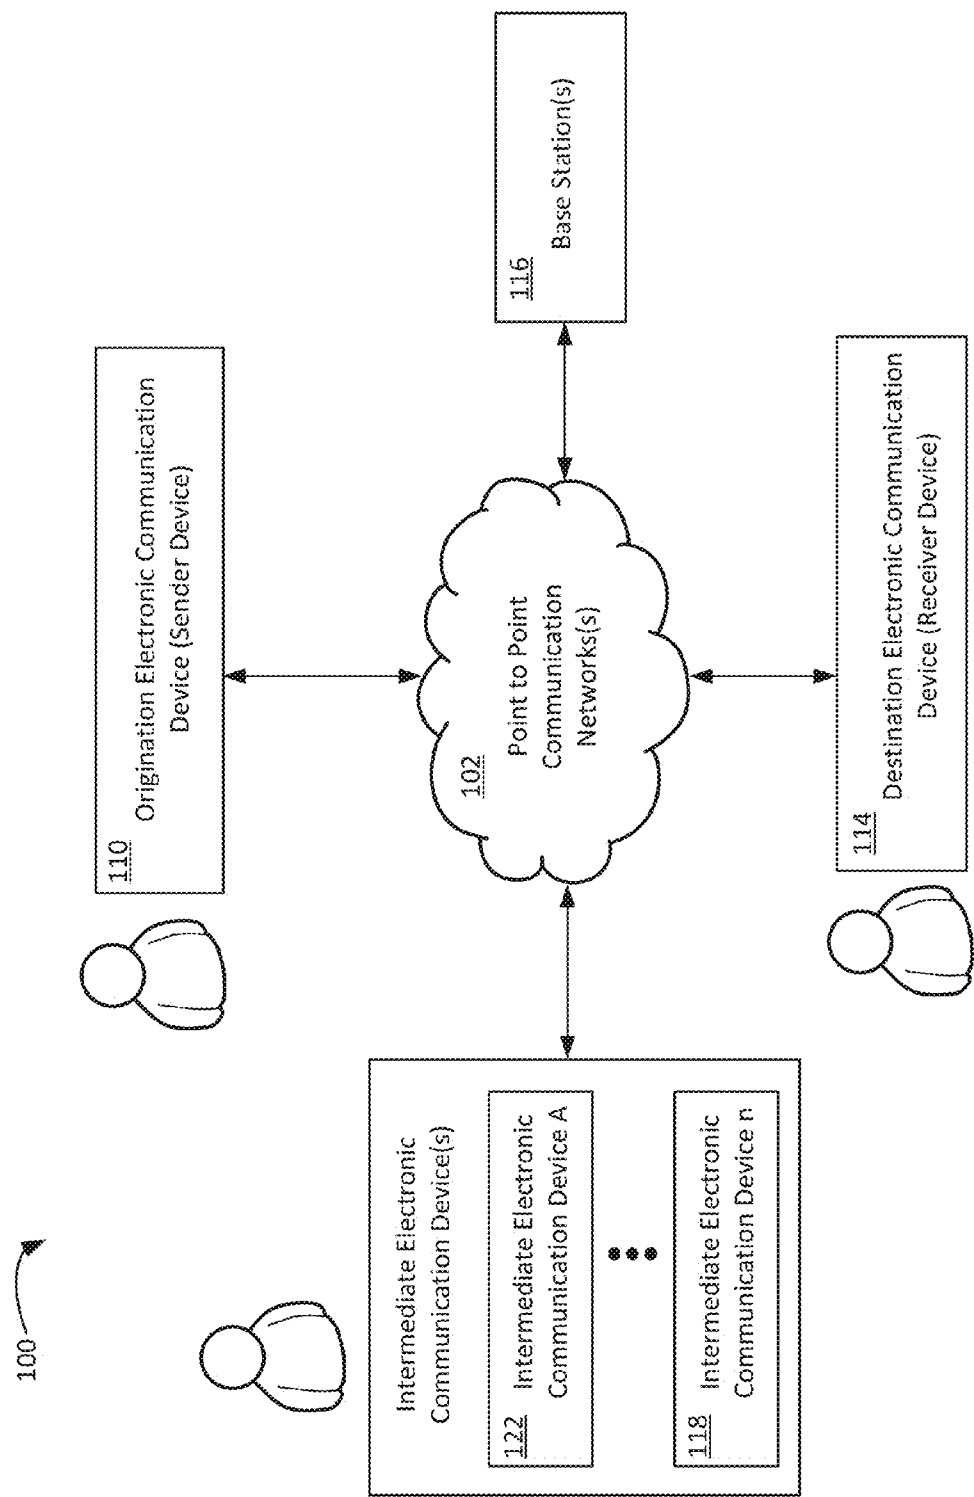 100
110
Origination Electronic Communication
Device (Sender Device)
Intermediate Electronic
Communication Device(s)
122
Intermediate Electronic
Communication Device A
118
Intermediate Electronic
Communication Device n
102
Point to Point
Communication
Networks(s)
116
Base Station(s)
114
Destination Electronic Communication
Device (Receiver Device)